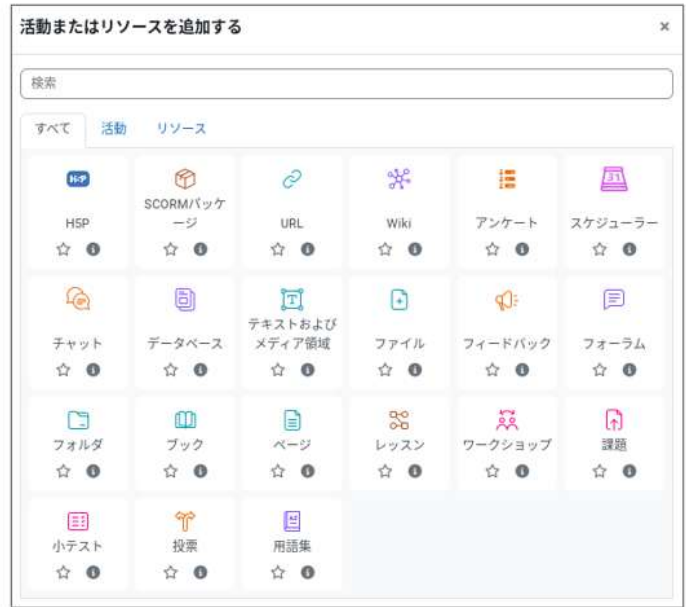 活動またはリソースを追加する ×
検索
すべて 活動 リソース
H-P 31
SCORMパッケ
H5P ージ URL Wiki アンケート スケジューラー
テキストおよび
チャット データベース メディア領域 ファイル フィードバック フォーラム
フォルダ ブック ページ レッスン ワークショップ 課題
小テスト 投票 用語集